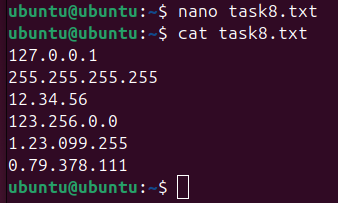 ubuntu@ubuntu:~$ nano task8.txt
ubuntu@ubuntu:~$ cat task8.txt
127.0.0.1
255.255.255.255
12.34.56
123.256.0.0
1.23.099.255
0.79.378.111
ubuntu@ubuntu:~$